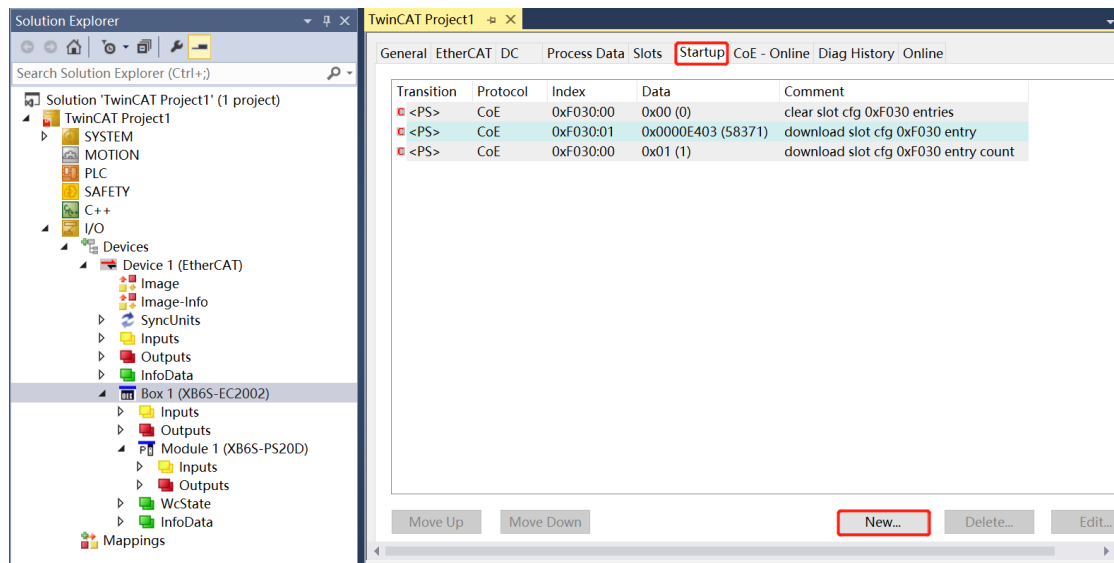 Solution Explorer
Search Solution Explorer (Ctrl+;)
Solution 'TwinCAT Project1' (1 project)
TwinCAT Project1
SYSTEM
MOTION
PLC
SAFETY
C++
I/O
Devices
Device 1 (EtherCAT)
Image
Image-Info
SyncUnits
Inputs
Outputs
InfoData
Box 1 (XB6S-EC2002)
Inputs
Outputs
Module 1 (XB6S-PS20D)
Inputs
Outputs
WcState
InfoData
Mappings
TwinCAT Project1
General EtherCAT DC Process Data Slots Startup CoE - Online Diag History Online
Transition Protocol Index Data Comment
C <PS> CoE 0xF030:00 0x00 (0) clear slot cfg 0xF030 entries
C <PS> CoE 0xF030:01 0x0000E403 (58371) download slot cfg 0xF030 entry
C <PS> CoE 0xF030:00 0x01 (1) download slot cfg 0xF030 entry count
Move Up Move Down New... Delete... Edit...